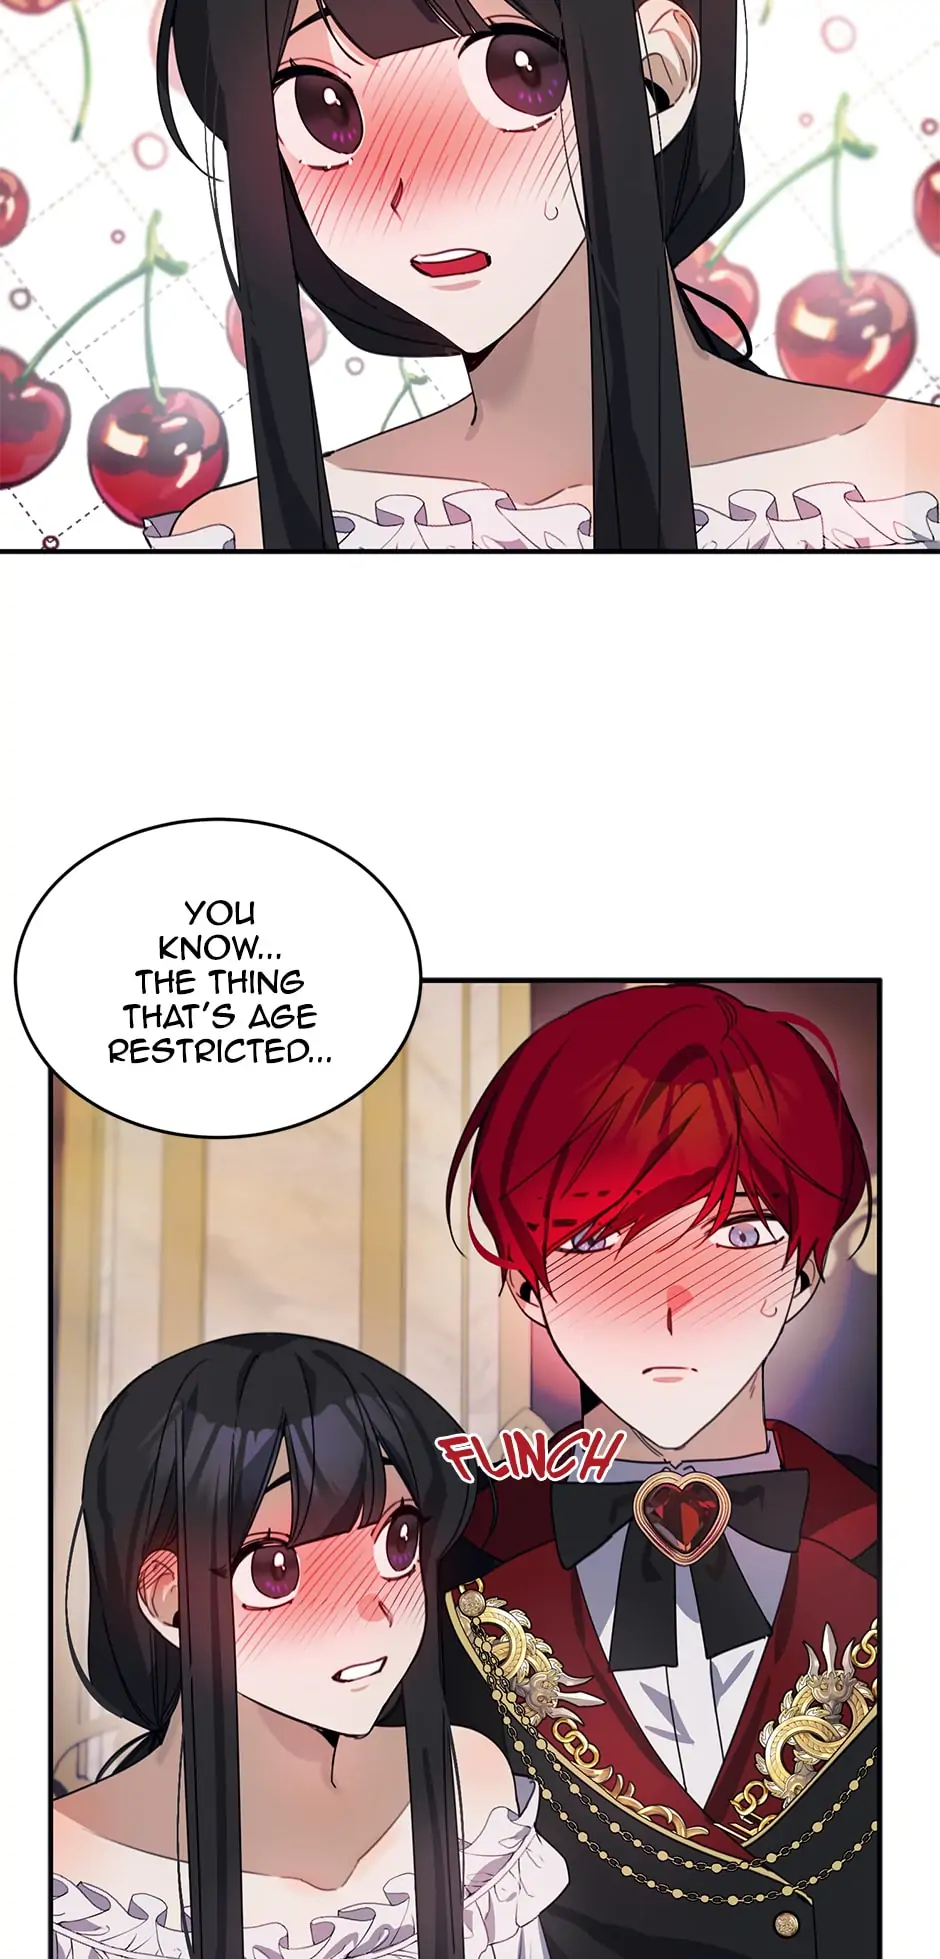 YOU
KNOW...
THE THING
THAT'S AGE
RESTRICTED...
FLINCH